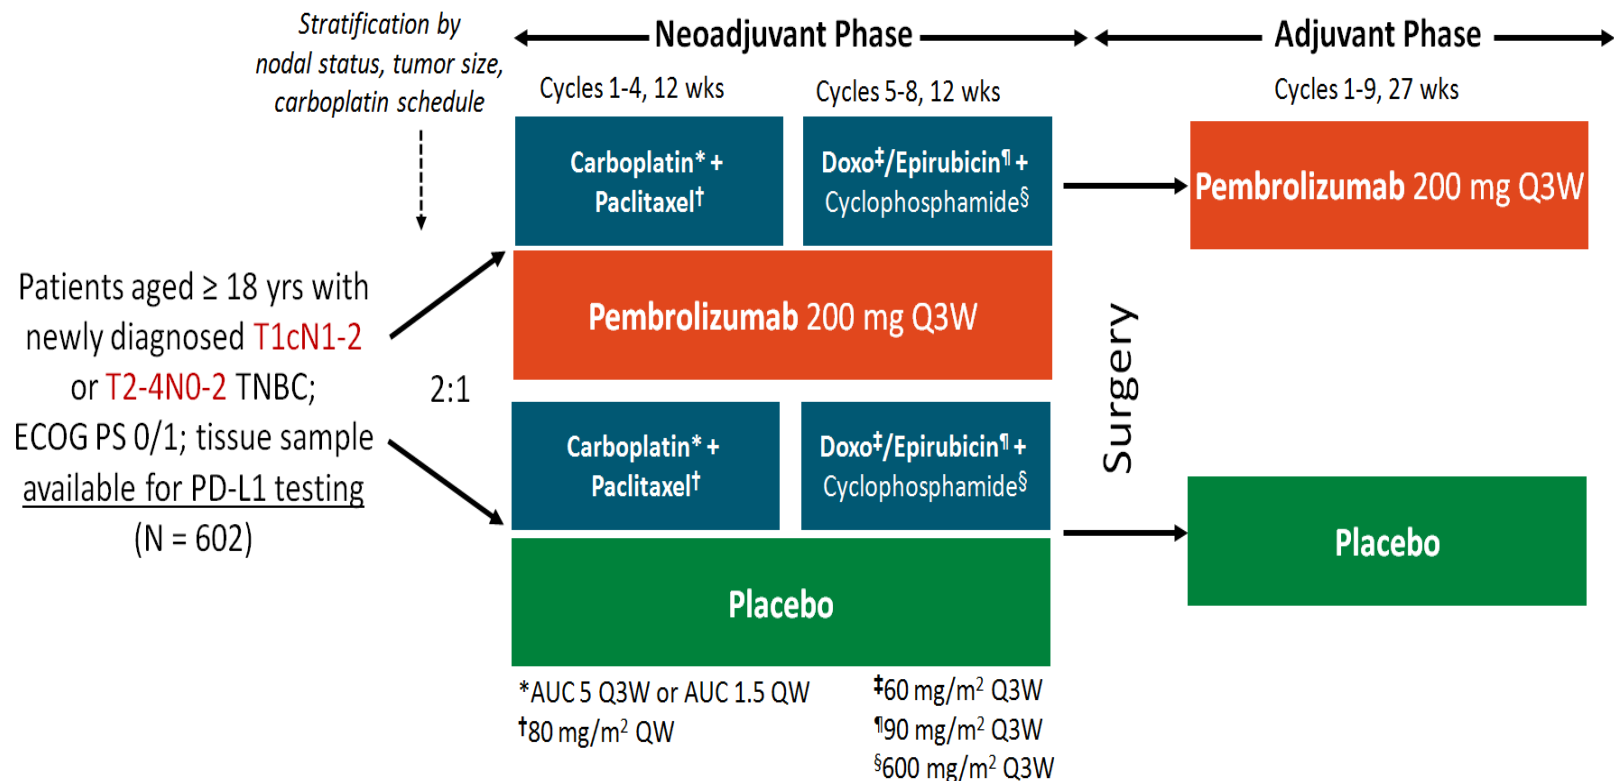 Stratification by
nodal status, tumor size,
carboplatin schedule
Neoadjuvant Phase
Adjuvant Phase
Cycles 1-4, 12 wks
Cycles 5-8, 12 wks
Cycles 1-9, 27 wks
Carboplatin* +
Paclitaxel†
Doxo‡/Epirubicin¶ +
Cyclophosphamide§
Pembrolizumab 200 mg Q3W
Pembrolizumab 200 mg Q3W
Patients aged ≥ 18 yrs with
newly diagnosed T1cN1-2
or T2-4N0-2 TNBC;
ECOG PS 0/1; tissue sample
available for PD-L1 testing
(N = 602)
2:1
Carboplatin* +
Paclitaxel†
Doxo‡/Epirubicin¶ +
Cyclophosphamide§
Placebo
Surgery
Placebo
*AUC 5 Q3W or AUC 1.5 QW
†80 mg/m² QW
‡60 mg/m² Q3W
¶90 mg/m² Q3W
§600 mg/m² Q3W